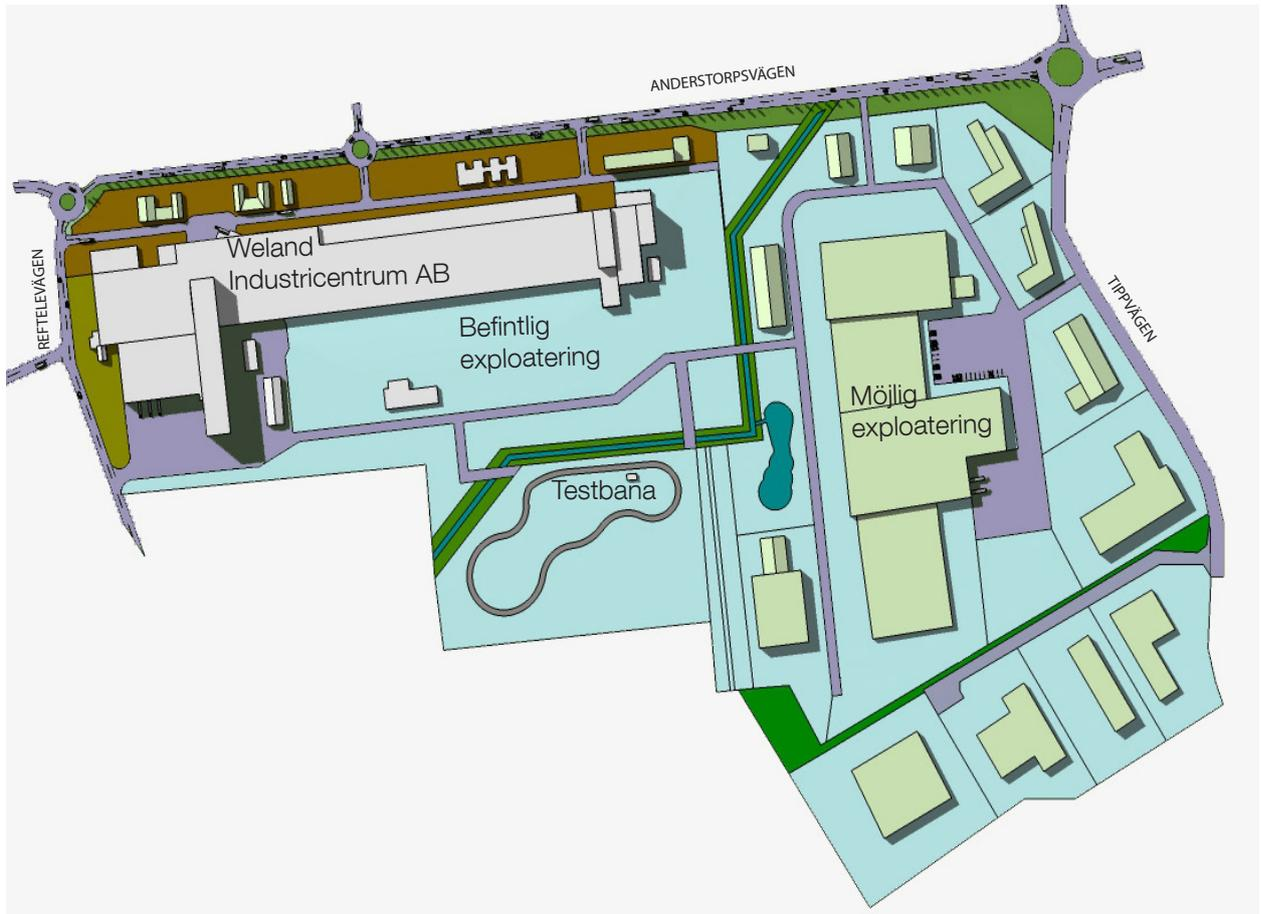 ANDERSTORPSVÄGEN
REFTELEVÄGEN
Weland
Industricentrum AB
Befintlig
exploatering
TIPPVÄGEN
Möjlig
exploatering
Testbana